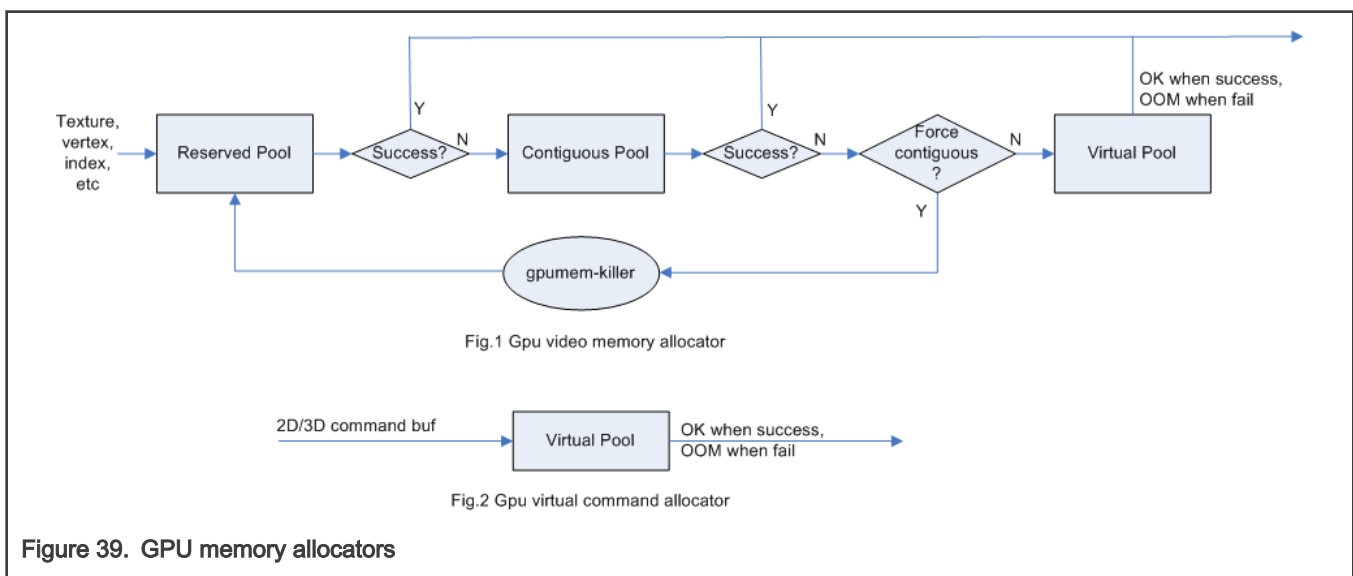 Texture,
vertex,
index,
etc
Reserved Pool
Success?
Y
N
Contiguous Pool
Success?
Y
N
Force
contiguous
?
N
Y
Virtual Pool
OK when success,
OOM when fail
gpumem-killer
Fig.1 Gpu video memory allocator
2D/3D command buf
Virtual Pool
OK when success,
OOM when fail
Fig.2 Gpu virtual command allocator
Figure 39. GPU memory allocators